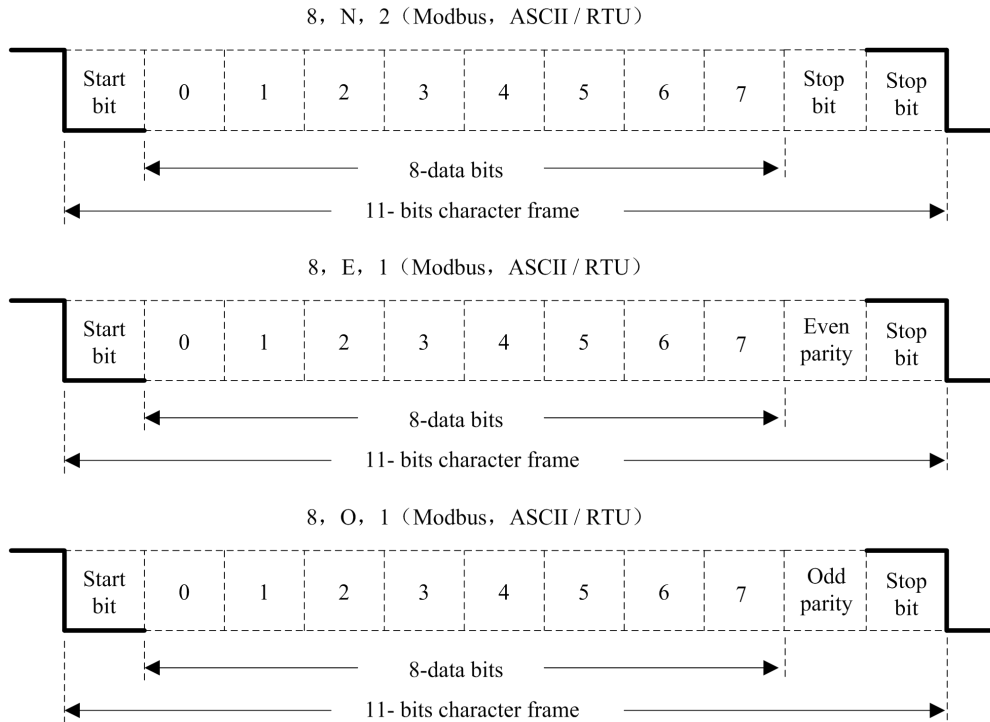 8，N，2（Modbus，ASCII / RTU）
Start bit 0 1 2 3 4 5 6 7 Stop bit Stop bit
8-data bits
11- bits character frame
8，E，1（Modbus，ASCII / RTU）
Start bit 0 1 2 3 4 5 6 7 Even parity Stop bit
8-data bits
11- bits character frame
8，O，1（Modbus，ASCII / RTU）
Start bit 0 1 2 3 4 5 6 7 Odd parity Stop bit
8-data bits
11- bits character frame